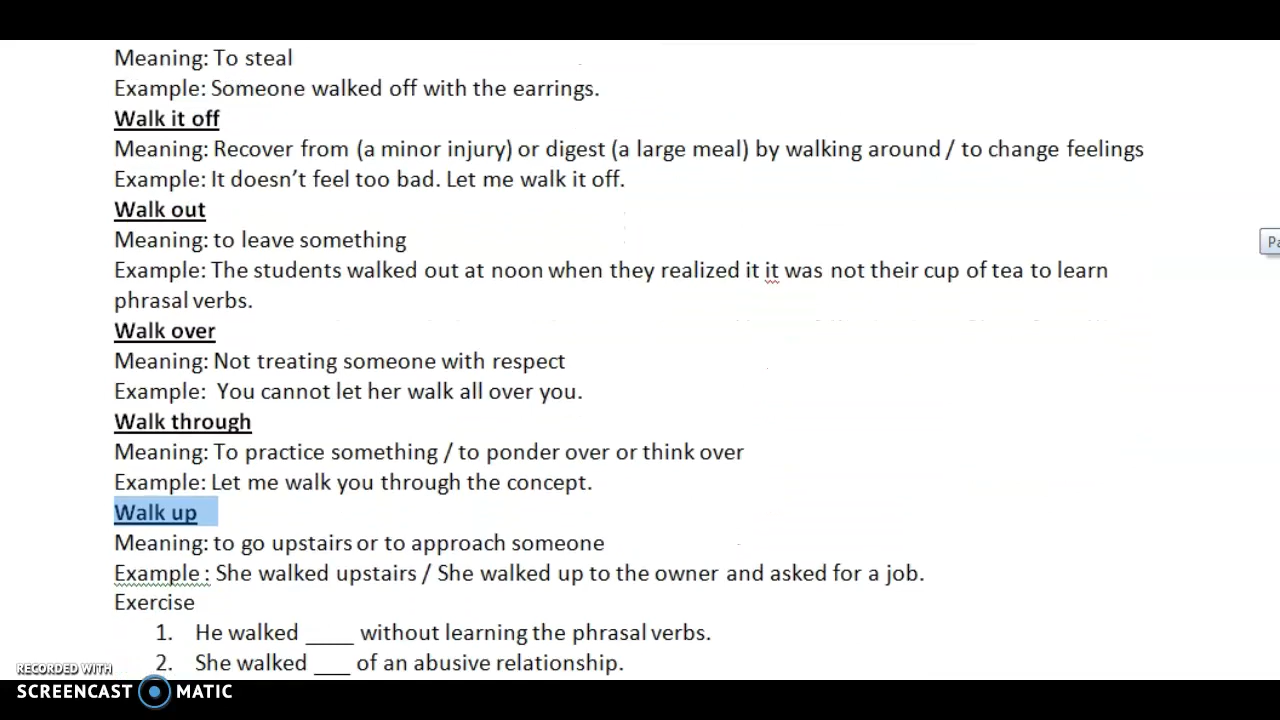 Meaning: To steal
Example: Someone walked off with the earrings.
Walk it off
Meaning: Recover from (a minor injury) or digest (a large meal) by walking around / to change feelings
Example: It doesn’t feel too bad. Let me walk it off.
Walk out
Meaning: to leave something
Example: The students walked out at noon when they realized it it was not their cup of tea to learn
phrasal verbs.
Walk over
Meaning: Not treating someone with respect
Example:  You cannot let her walk all over you.
Walk through
Meaning: To practice something / to ponder over or think over
Example: Let me walk you through the concept.
Walk up
Meaning: to go upstairs or to approach someone
Example : She walked upstairs / She walked up to the owner and asked for a job.
Exercise
1. He walked ____ without learning the phrasal verbs.
2. She walked ___ of an abusive relationship.
RECORDED WITH
SCREENCAST MATIC